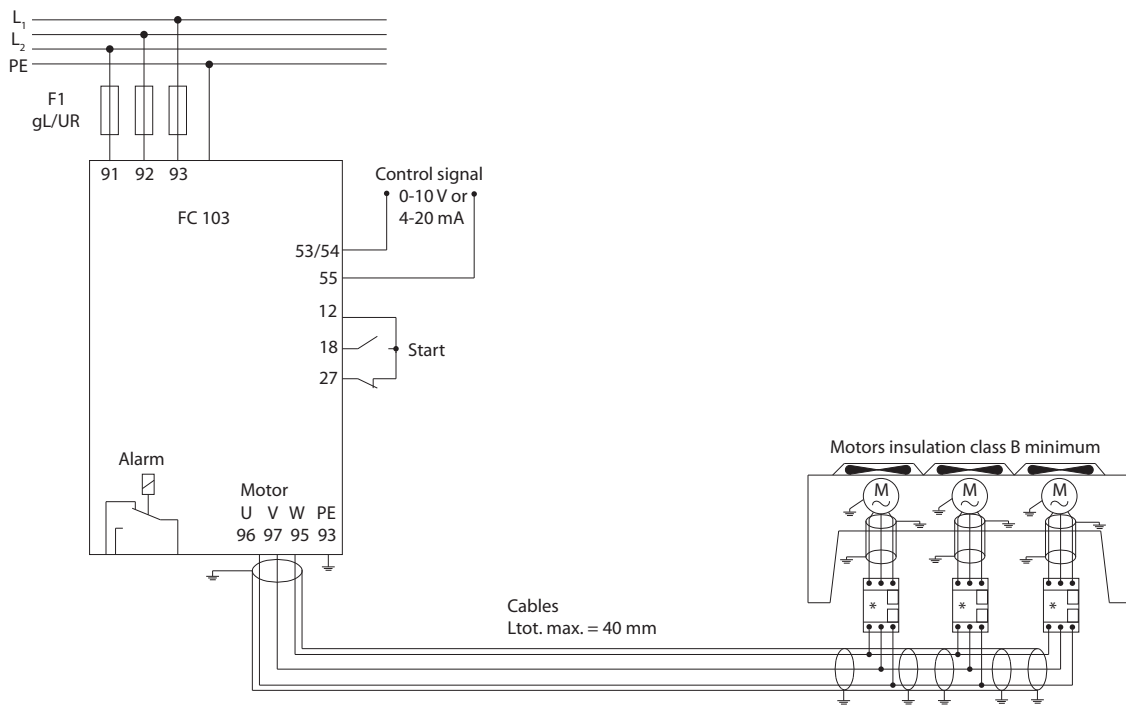 L1
L2
PE
F1
gL/UR
91 92 93
FC 103
Control signal
0-10 V or
4-20 mA
53/54
55
12
18
Start
27
Alarm
Motor
U V W PE
96 97 95 93
Motors insulation class B minimum
M M M
* * *
Cables
Ltot. max. = 40 mm